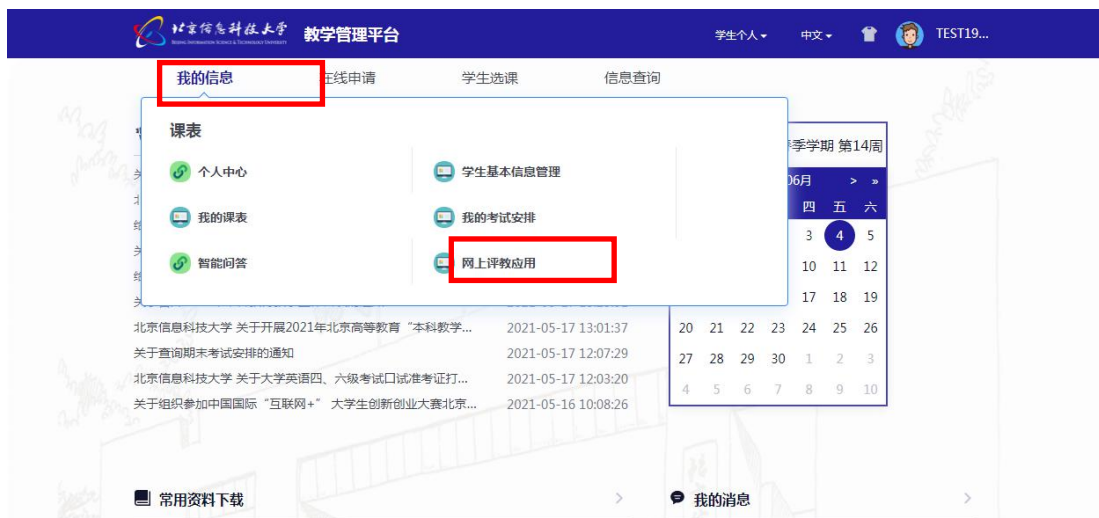 北京信息科技大学 教学管理平台 学生个人 中文 TEST19...
我的信息 在线申请 学生选课 信息查询
课表
个人中心 学生基本信息管理
我的课表 我的考试安排
智能问答 网上评教应用
季学期 第14周
06月 > »
四 五 六
3 4 5
10 11 12
17 18 19
20 21 22 23 24 25 26
27 28 29 30 1 2 3
4 5 6 7 8 9 10
北京信息科技大学 关于开展2021年北京高等教育“本科教学... 2021-05-17 13:01:37
关于查询期末考试安排的通知 2021-05-17 12:07:29
北京信息科技大学 关于大学英语四、六级考试口试准考证打... 2021-05-17 12:03:20
关于组织参加中国国际“互联网+” 大学生创新创业大赛北京... 2021-05-16 10:08:26
常用资料下载 >
我的消息 >